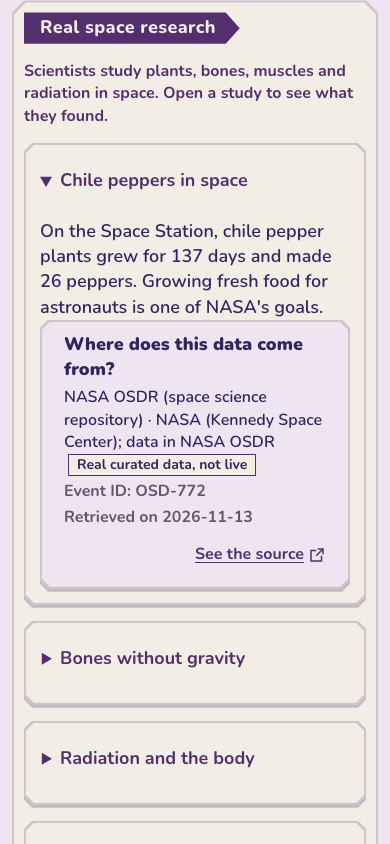 Real space research
Scientists study plants, bones, muscles and
radiation in space. Open a study to see what
they found.
Chile peppers in space
On the Space Station, chile pepper
plants grew for 137 days and made
26 peppers. Growing fresh food for
astronauts is one of NASA's goals.
Where does this data come
from?
NASA OSDR (space science
repository) · NASA (Kennedy Space
Center); data in NASA OSDR
Real curated data, not live
Event ID: OSD-772
Retrieved on 2026-11-13
See the source
Bones without gravity
Radiation and the body